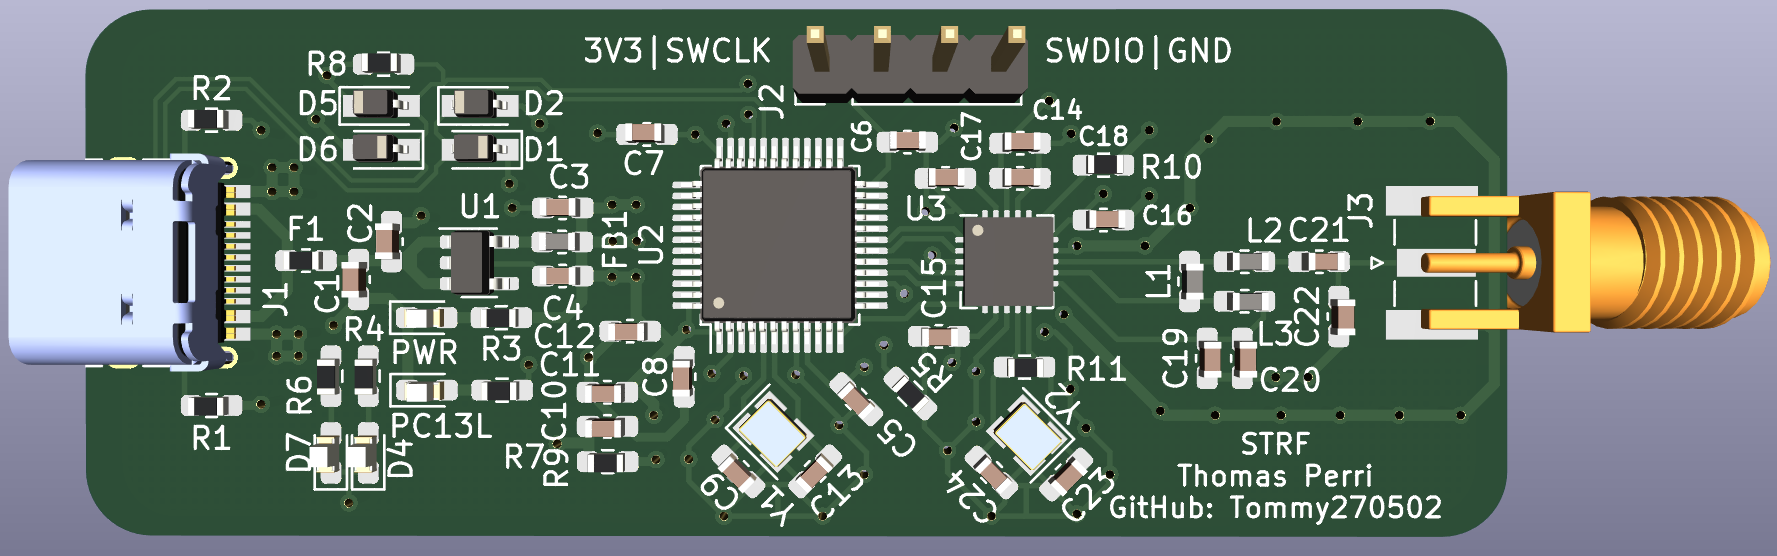 3V3|SWCLK
SWDIO|GND
R8
R2
D5
D2
J2
C14
C6
C17
C18
D6
D1
C7
R10
C3
C2
U1
U3
J3
C16
F1
FB1
U2
L2
C21
C1
J1
C15
L1
C4
R4
C12
C22
PWR
R3
L3
C11
C8
R5
R11
C19
C20
R6
C10
Y2
R1
PC13L
C5
D7
D4
R7
R9
C9
Y1
C13
C24
C23
STRF
Thomas Perri
GitHub: Tommy270502